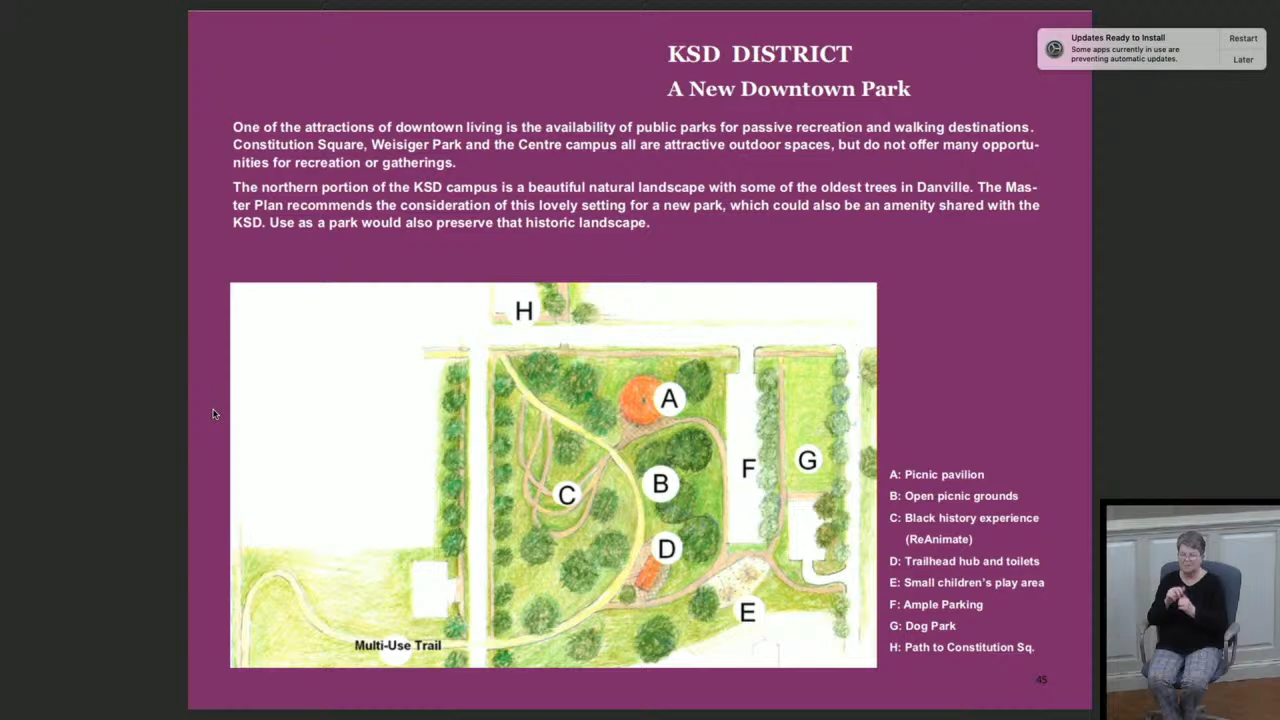 KSD DISTRICT
A New Downtown Park
Updates Ready to Install
Some apps currently in use are
preventing automatic updates.
Restart
Later
One of the attractions of downtown living is the availability of public parks for passive recreation and walking destinations.
Constitution Square, Weisiger Park and the Centre campus all are attractive outdoor spaces, but do not offer many opportu-
nities for recreation or gatherings.
The northern portion of the KSD campus is a beautiful natural landscape with some of the oldest trees in Danville. The Mas-
ter Plan recommends the consideration of this lovely setting for a new park, which could also be an amenity shared with the
KSD. Use as a park would also preserve that historic landscape.
H
A
B
C
D
E
F
G
Multi-Use Trail
A: Picnic pavilion
B: Open picnic grounds
C: Black history experience
(ReAnimate)
D: Trailhead hub and toilets
E: Small children's play area
F: Ample Parking
G: Dog Park
H: Path to Constitution Sq.
45